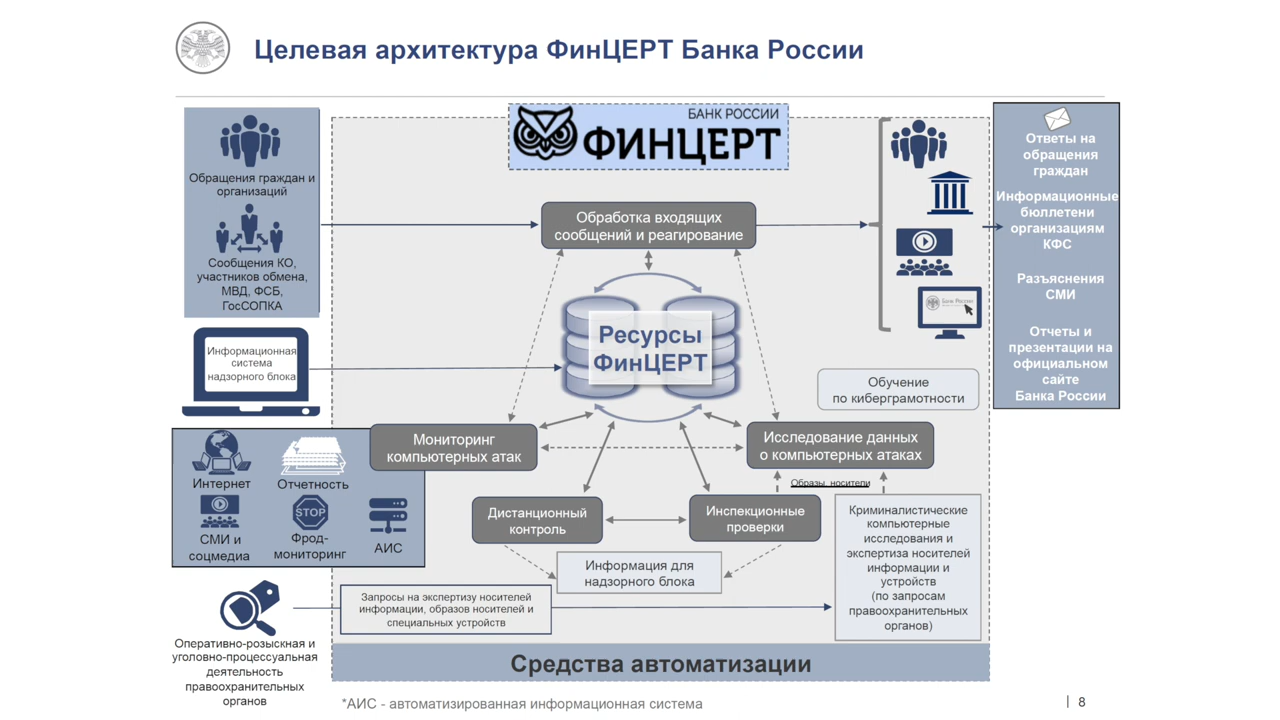 Целевая архитектура ФинЦЕРТ Банка России
БАНК РОССИИ
ФИНЦЕРТ
Обращения граждан и
организаций
Сообщения КО,
участников обмена,
МВД, ФСБ,
ГосСОПКА
Информационная
система
надзорного блока
Интернет
Отчетность
СМИ и
соцмедиа
STOP
Фрод-
мониторинг
АИС
Оперативно-розыскная и
уголовно-процессуальная
деятельность
правоохранительных
органов
Обработка входящих
сообщений и реагирование
Ресурсы
ФинЦЕРТ
Мониторинг
компьютерных атак
Исследование данных
о компьютерных атаках
Дистанционный
контроль
Инспекционные
проверки
Образы, носители
Информация для
надзорного блока
Запросы на экспертизу носителей
информации, образов носителей и
специальных устройств
Обучение
по киберграмотности
Криминалистические
компьютерные
исследования и
экспертиза носителей
информации и
устройств
(по запросам
правоохранительных
органов)
Банк России
Ответы на
обращения
граждан
Информационные
бюллетени
организациям
КФС
Разъяснения
СМИ
Отчеты и
презентации на
официальном
сайте
Банка России
Средства автоматизации
*АИС - автоматизированная информационная система
8